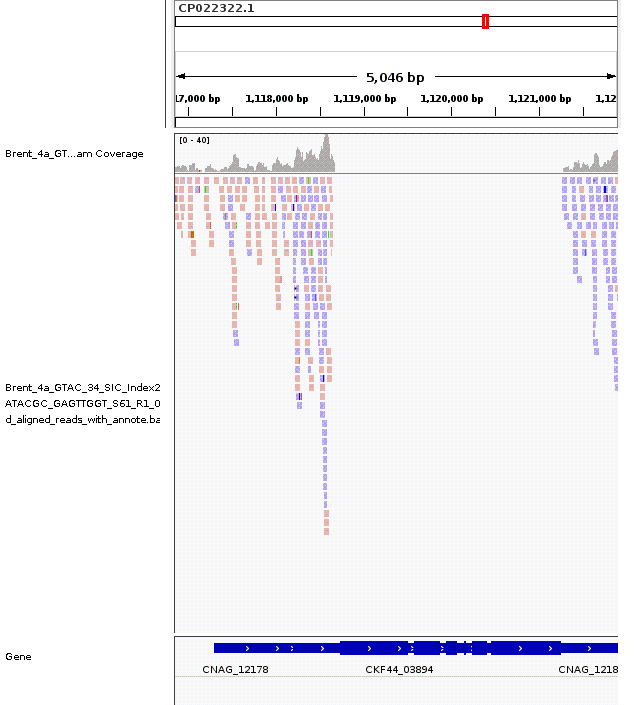 CP022322.1
5,046 bp
17,000 bp 1,118,000 bp 1,119,000 bp 1,120,000 bp 1,121,000 bp 1,12
[0 - 40]
Brent_4a_GT...am Coverage
Brent_4a_GTAC_34_SIC_Index2
ATACGC_GAGTTGGT_S61_R1_0
d_aligned_reads_with_annote.ba
Gene
CNAG_12178 CKF44_03894 CNAG_1218